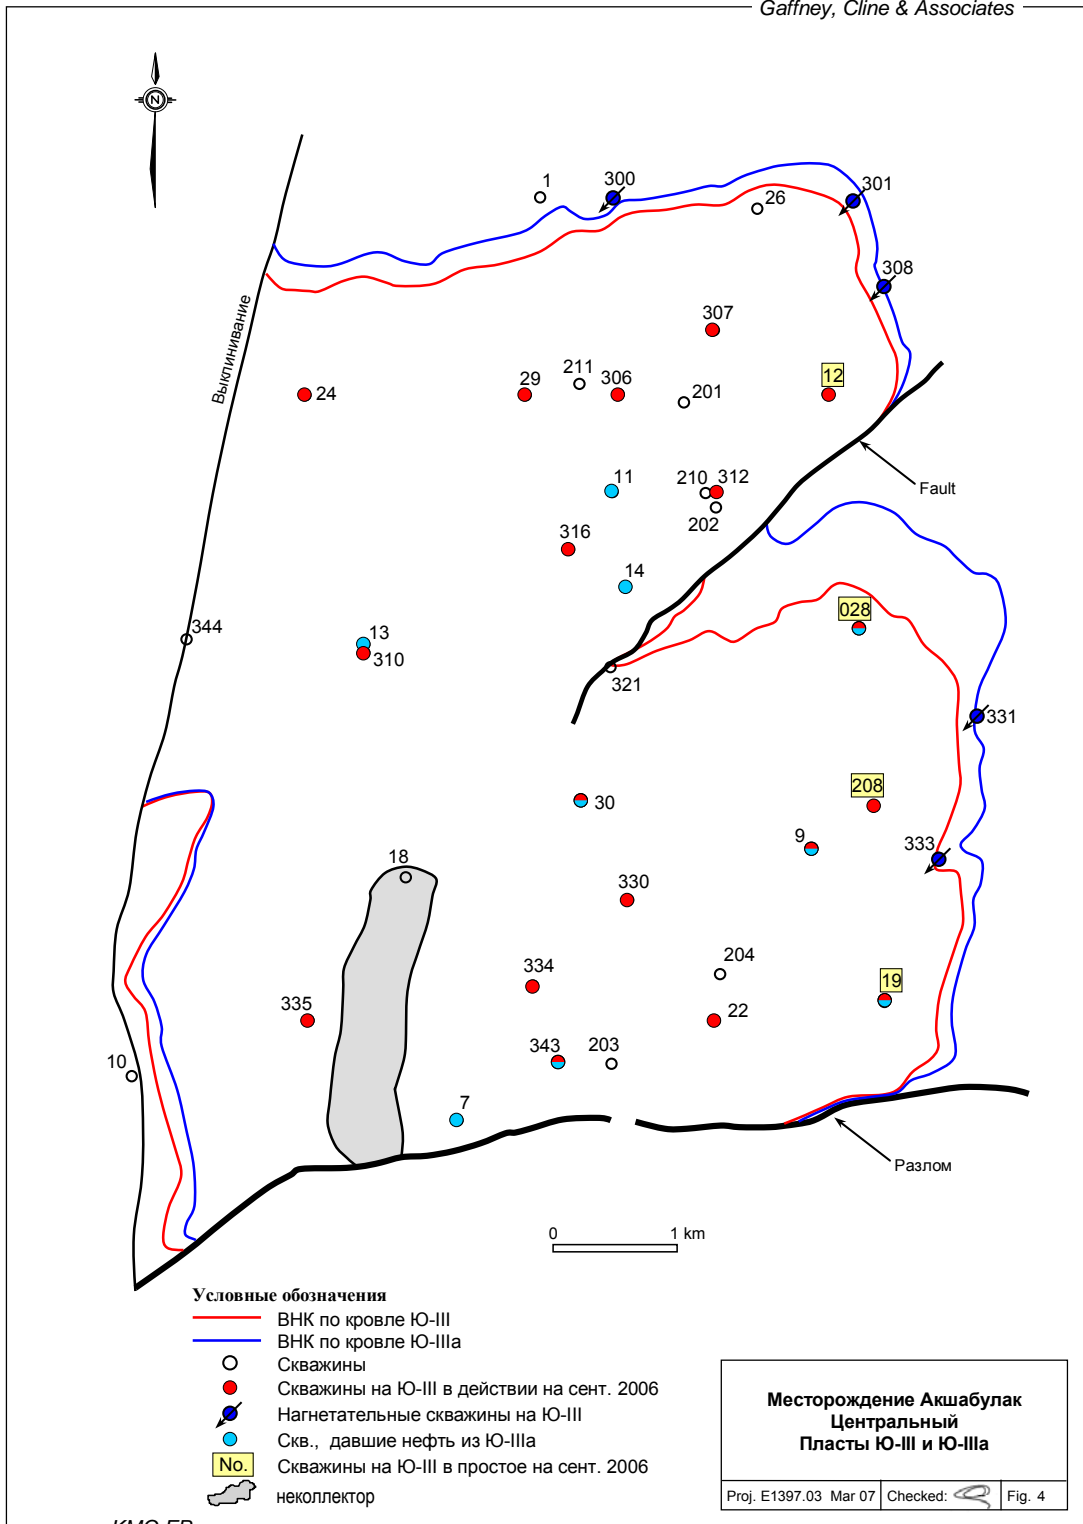 Gaffney, Cline & Associates
N
1
300
26
301
308
307
Выклинивание
211
29
306
201
12
24
11
210
312
202
Fault
316
14
028
344
13
310
321
331
208
30
9
333
18
330
204
334
19
335
22
343
203
10
7
Разлом
0
1 km
Условные обозначения
ВНК по кровле Ю-III
ВНК по кровле Ю-IIIа
Скважины
Скважины на Ю-III в действии на сент. 2006
Нагнетательные скважины на Ю-III
Скв., давшие нефть из Ю-IIIа
No. Скважины на Ю-III в простое на сент. 2006
неколлектор
Месторождение Акшабулак
Центральный
Пласты Ю-III и Ю-IIIа
Proj. E1397.03 Mar 07 Checked: Fig. 4